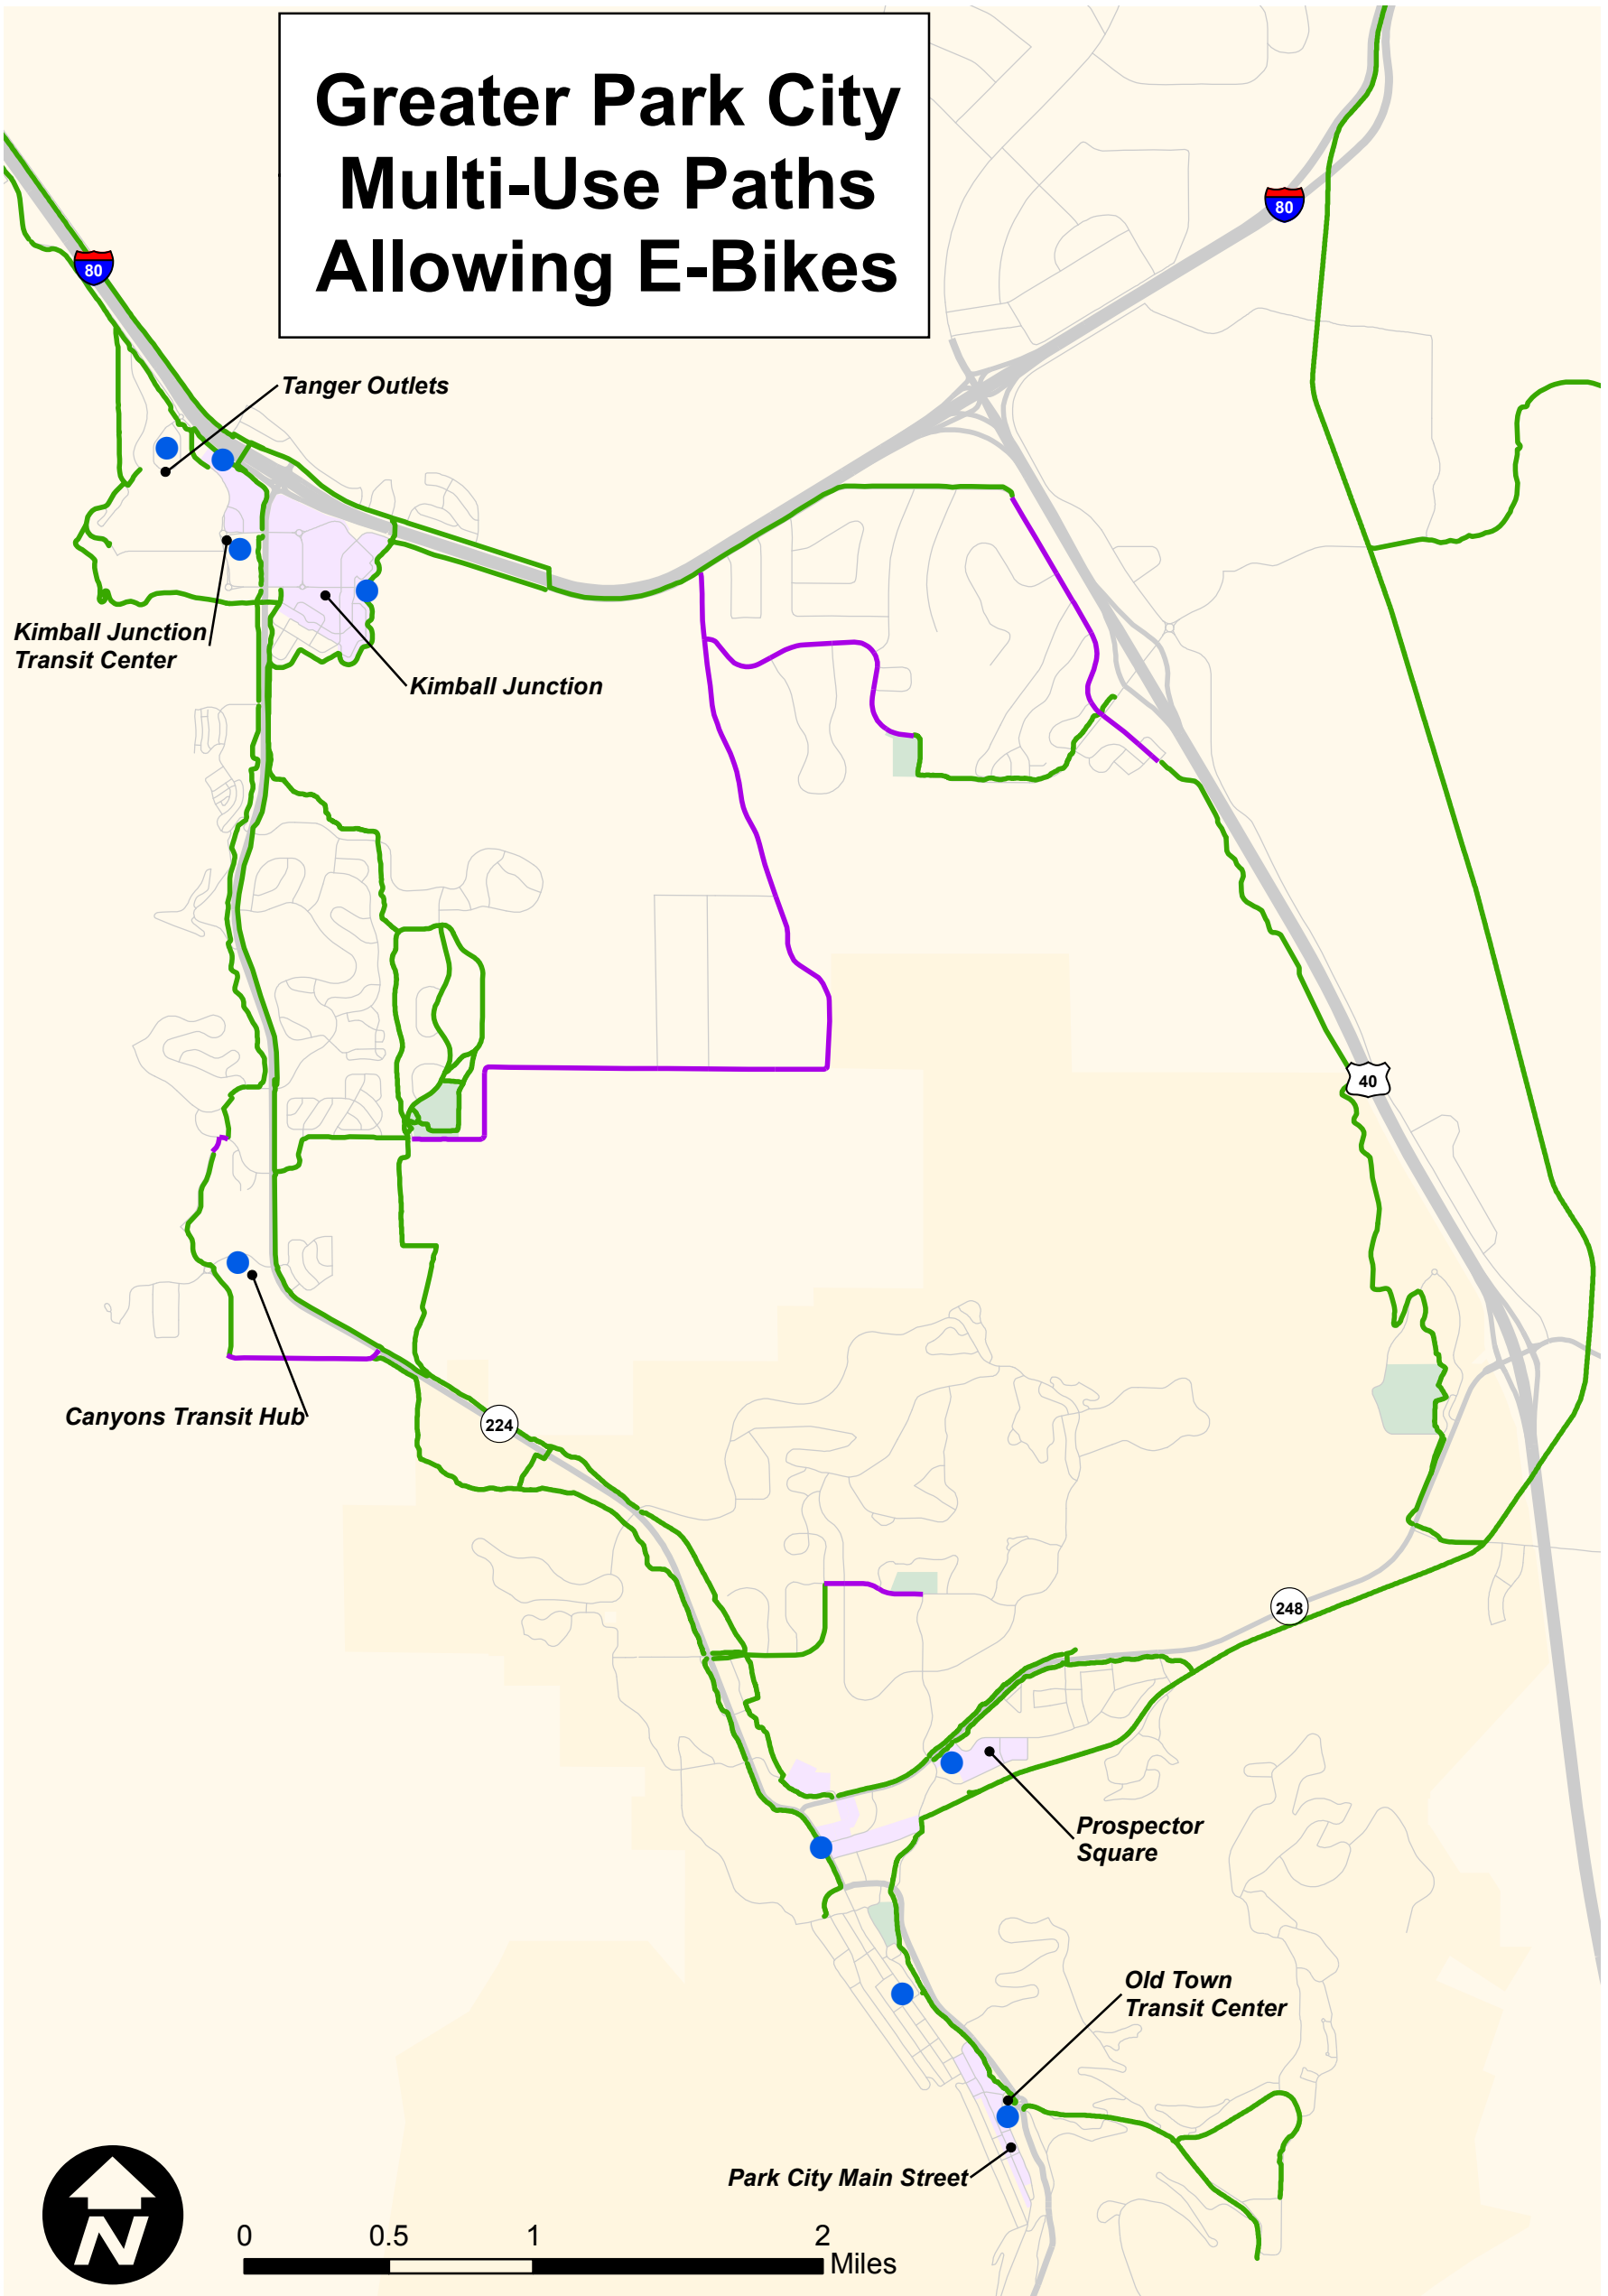 Greater Park City
Multi-Use Paths
Allowing E-Bikes
80
80
Tanger Outlets
Kimball Junction
Transit Center
Kimball Junction
40
Canyons Transit Hub
224
248
Prospector
Square
Old Town
Transit Center
Park City Main Street
N
0 0.5 1 2
Miles